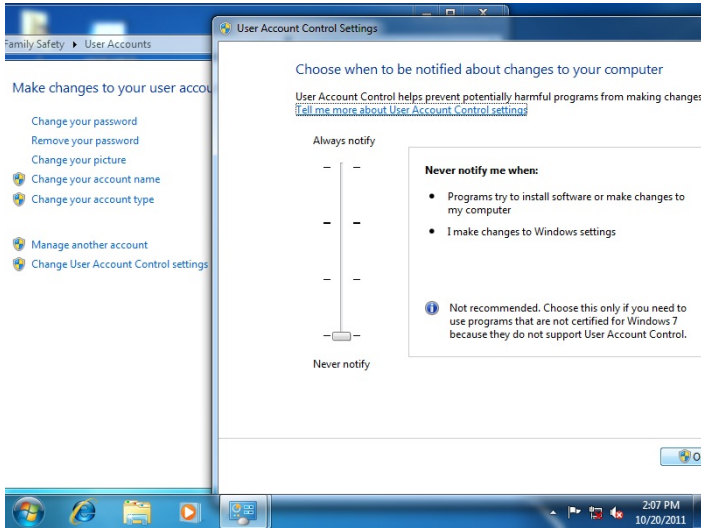 Family Safety ▸ User Accounts
Make changes to your user accou
Change your password
Remove your password
Change your picture
Change your account name
Change your account type
Manage another account
Change User Account Control settings
User Account Control Settings
Choose when to be notified about changes to your computer
User Account Control helps prevent potentially harmful programs from making changes
Tell me more about User Account Control settings
Always notify
Never notify me when:
• Programs try to install software or make changes to
my computer
• I make changes to Windows settings
Not recommended. Choose this only if you need to
use programs that are not certified for Windows 7
because they do not support User Account Control.
Never notify
O
2:07 PM
10/20/2011